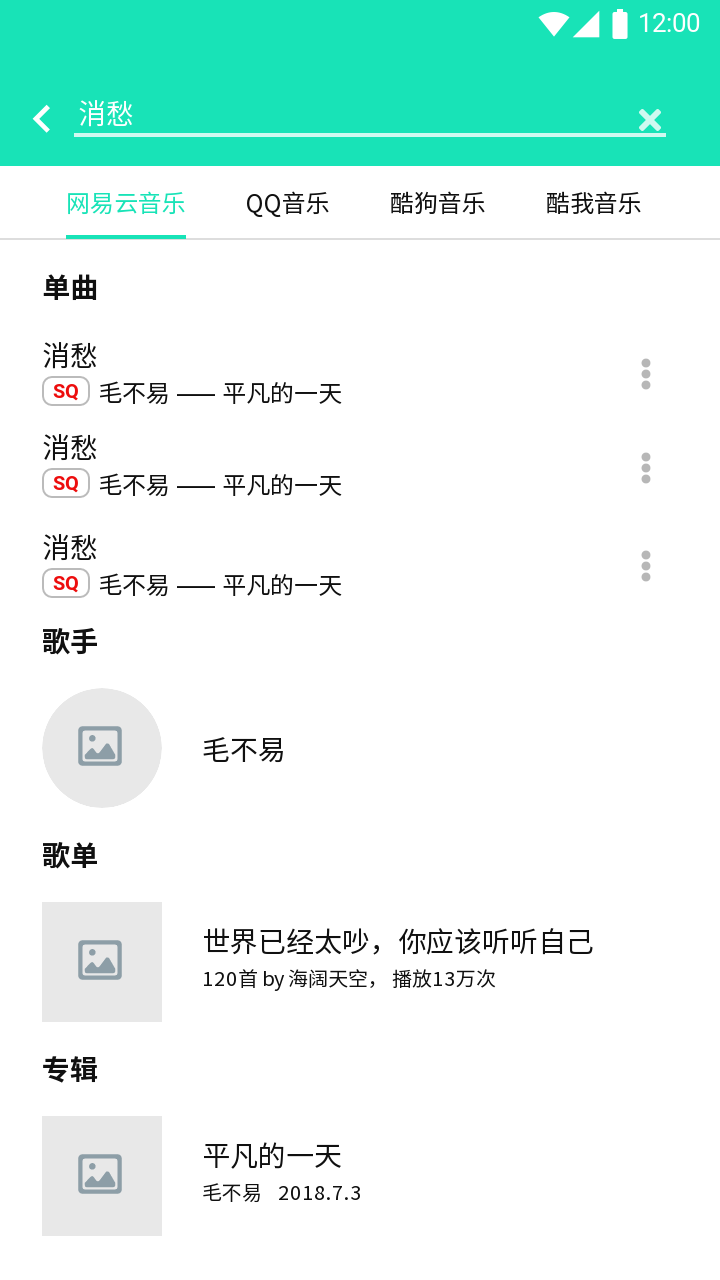 12:00
消愁
网易云音乐 QQ音乐 酷狗音乐 酷我音乐
单曲
消愁
SQ 毛不易 —— 平凡的一天
消愁
SQ 毛不易 —— 平凡的一天
消愁
SQ 毛不易 —— 平凡的一天
歌手
毛不易
歌单
世界已经太吵，你应该听听自己
120首 by 海阔天空， 播放13万次
专辑
平凡的一天
毛不易 2018.7.3